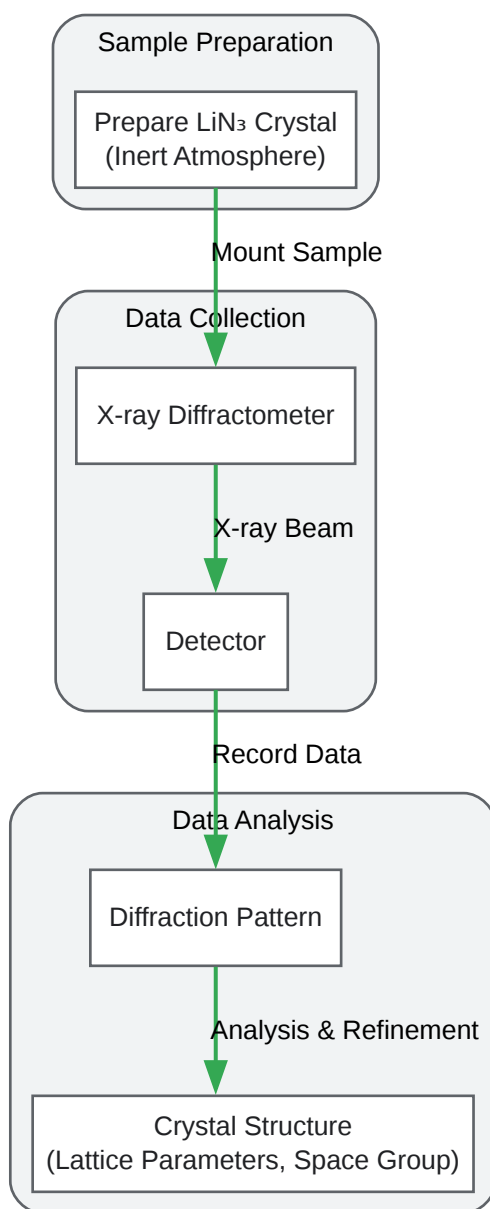 Sample Preparation
Prepare LiN₃ Crystal
(Inert Atmosphere)
Mount Sample
Data Collection
X-ray Diffractometer
X-ray Beam
Detector
Record Data
Data Analysis
Diffraction Pattern
Analysis & Refinement
Crystal Structure
(Lattice Parameters, Space Group)